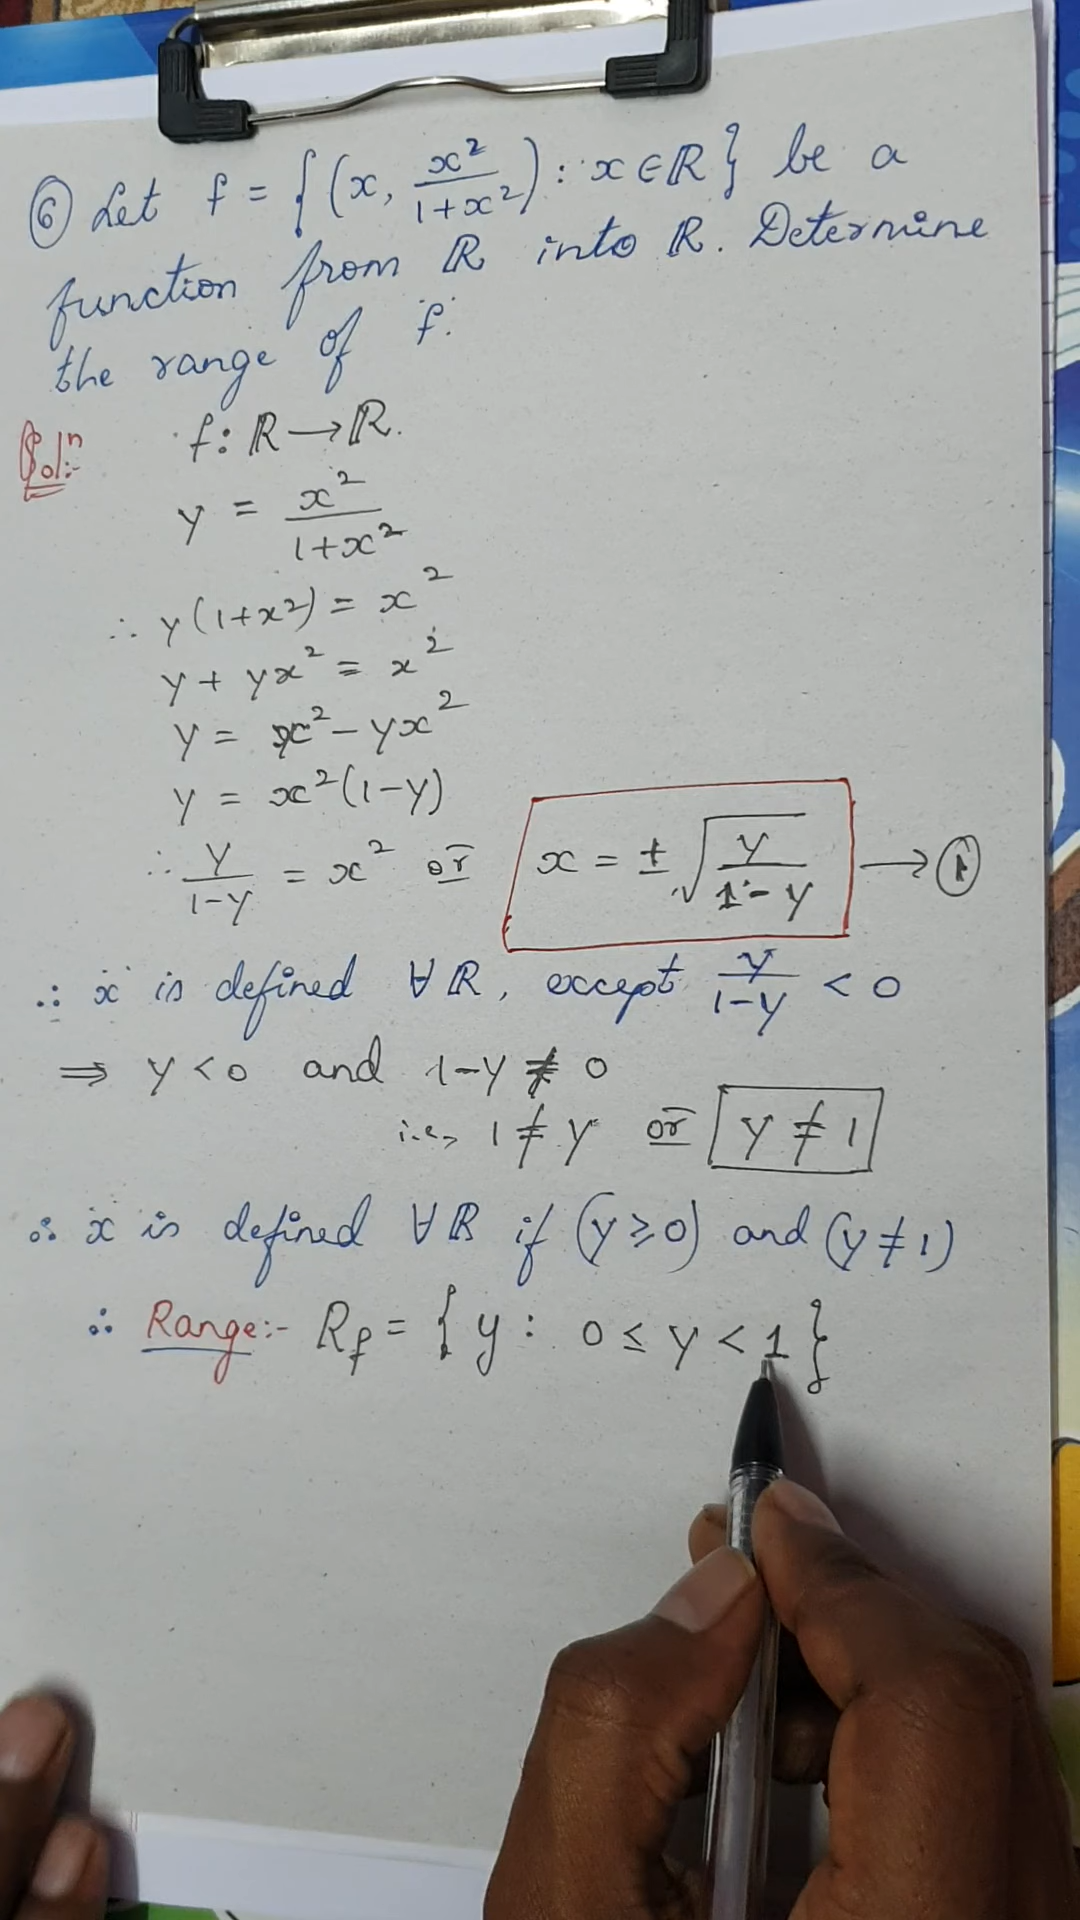 ⑥ Let f = {(x, x²/(1+x²)) : x ∈ ℝ} be a
function from ℝ into ℝ. Determine
the range of f.
Solⁿ:- f: ℝ → ℝ.
y = x²/(1+x²)
∴ y(1+x²) = x²
y + yx² = x²
y = x² - yx²
y = x²(1-y)
∴ y/(1-y) = x² or x = ± √(y/(1-y)) → ①
∴ x is defined ∀ ℝ, except y/(1-y) < 0
⇒ y < 0 and 1-y ≠ 0
i.e., 1 ≠ y or y ≠ 1
∴ x is defined ∀ ℝ if (y ≥ 0) and (y ≠ 1)
∴ Range:- R_f = { y : 0 ≤ y < 1 }